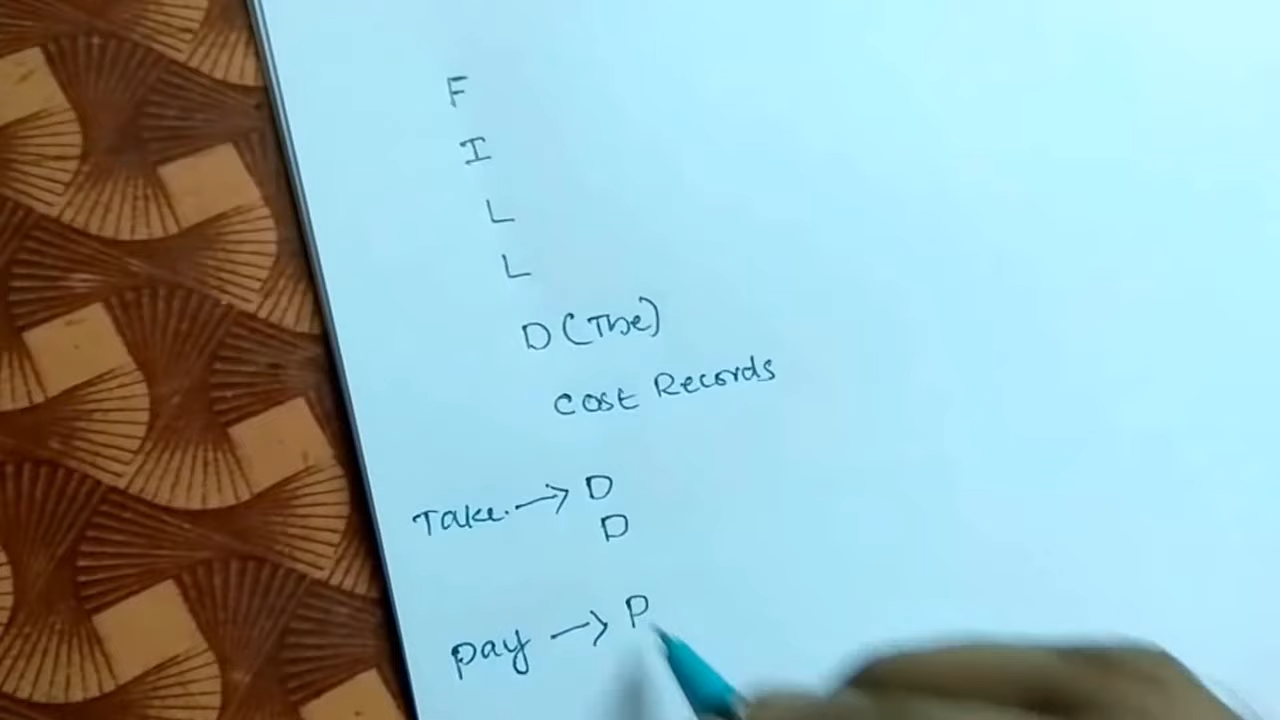 F
I
L
L
D (The)
Cost Records
Take. → D
D
pay → P